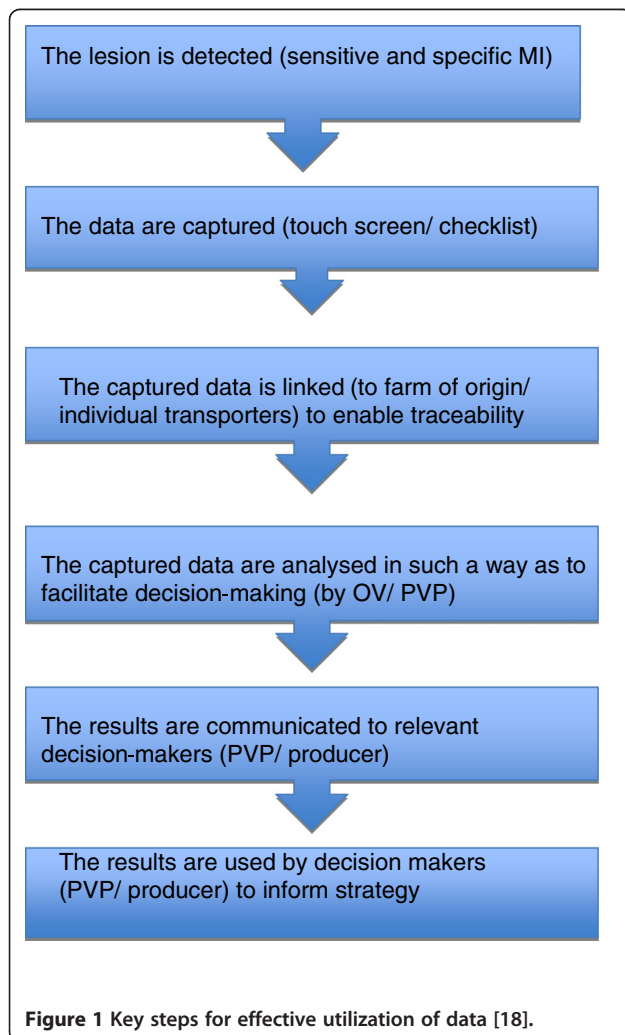 The lesion is detected (sensitive and specific MI)
The data are captured (touch screen/ checklist)
The captured data is linked (to farm of origin/
individual transporters) to enable traceability
The captured data are analysed in such a way as to
facilitate decision-making (by OV/ PVP)
The results are communicated to relevant
decision-makers (PVP/ producer)
The results are used by decision makers
(PVP/ producer) to inform strategy
Figure 1 Key steps for effective utilization of data [18].